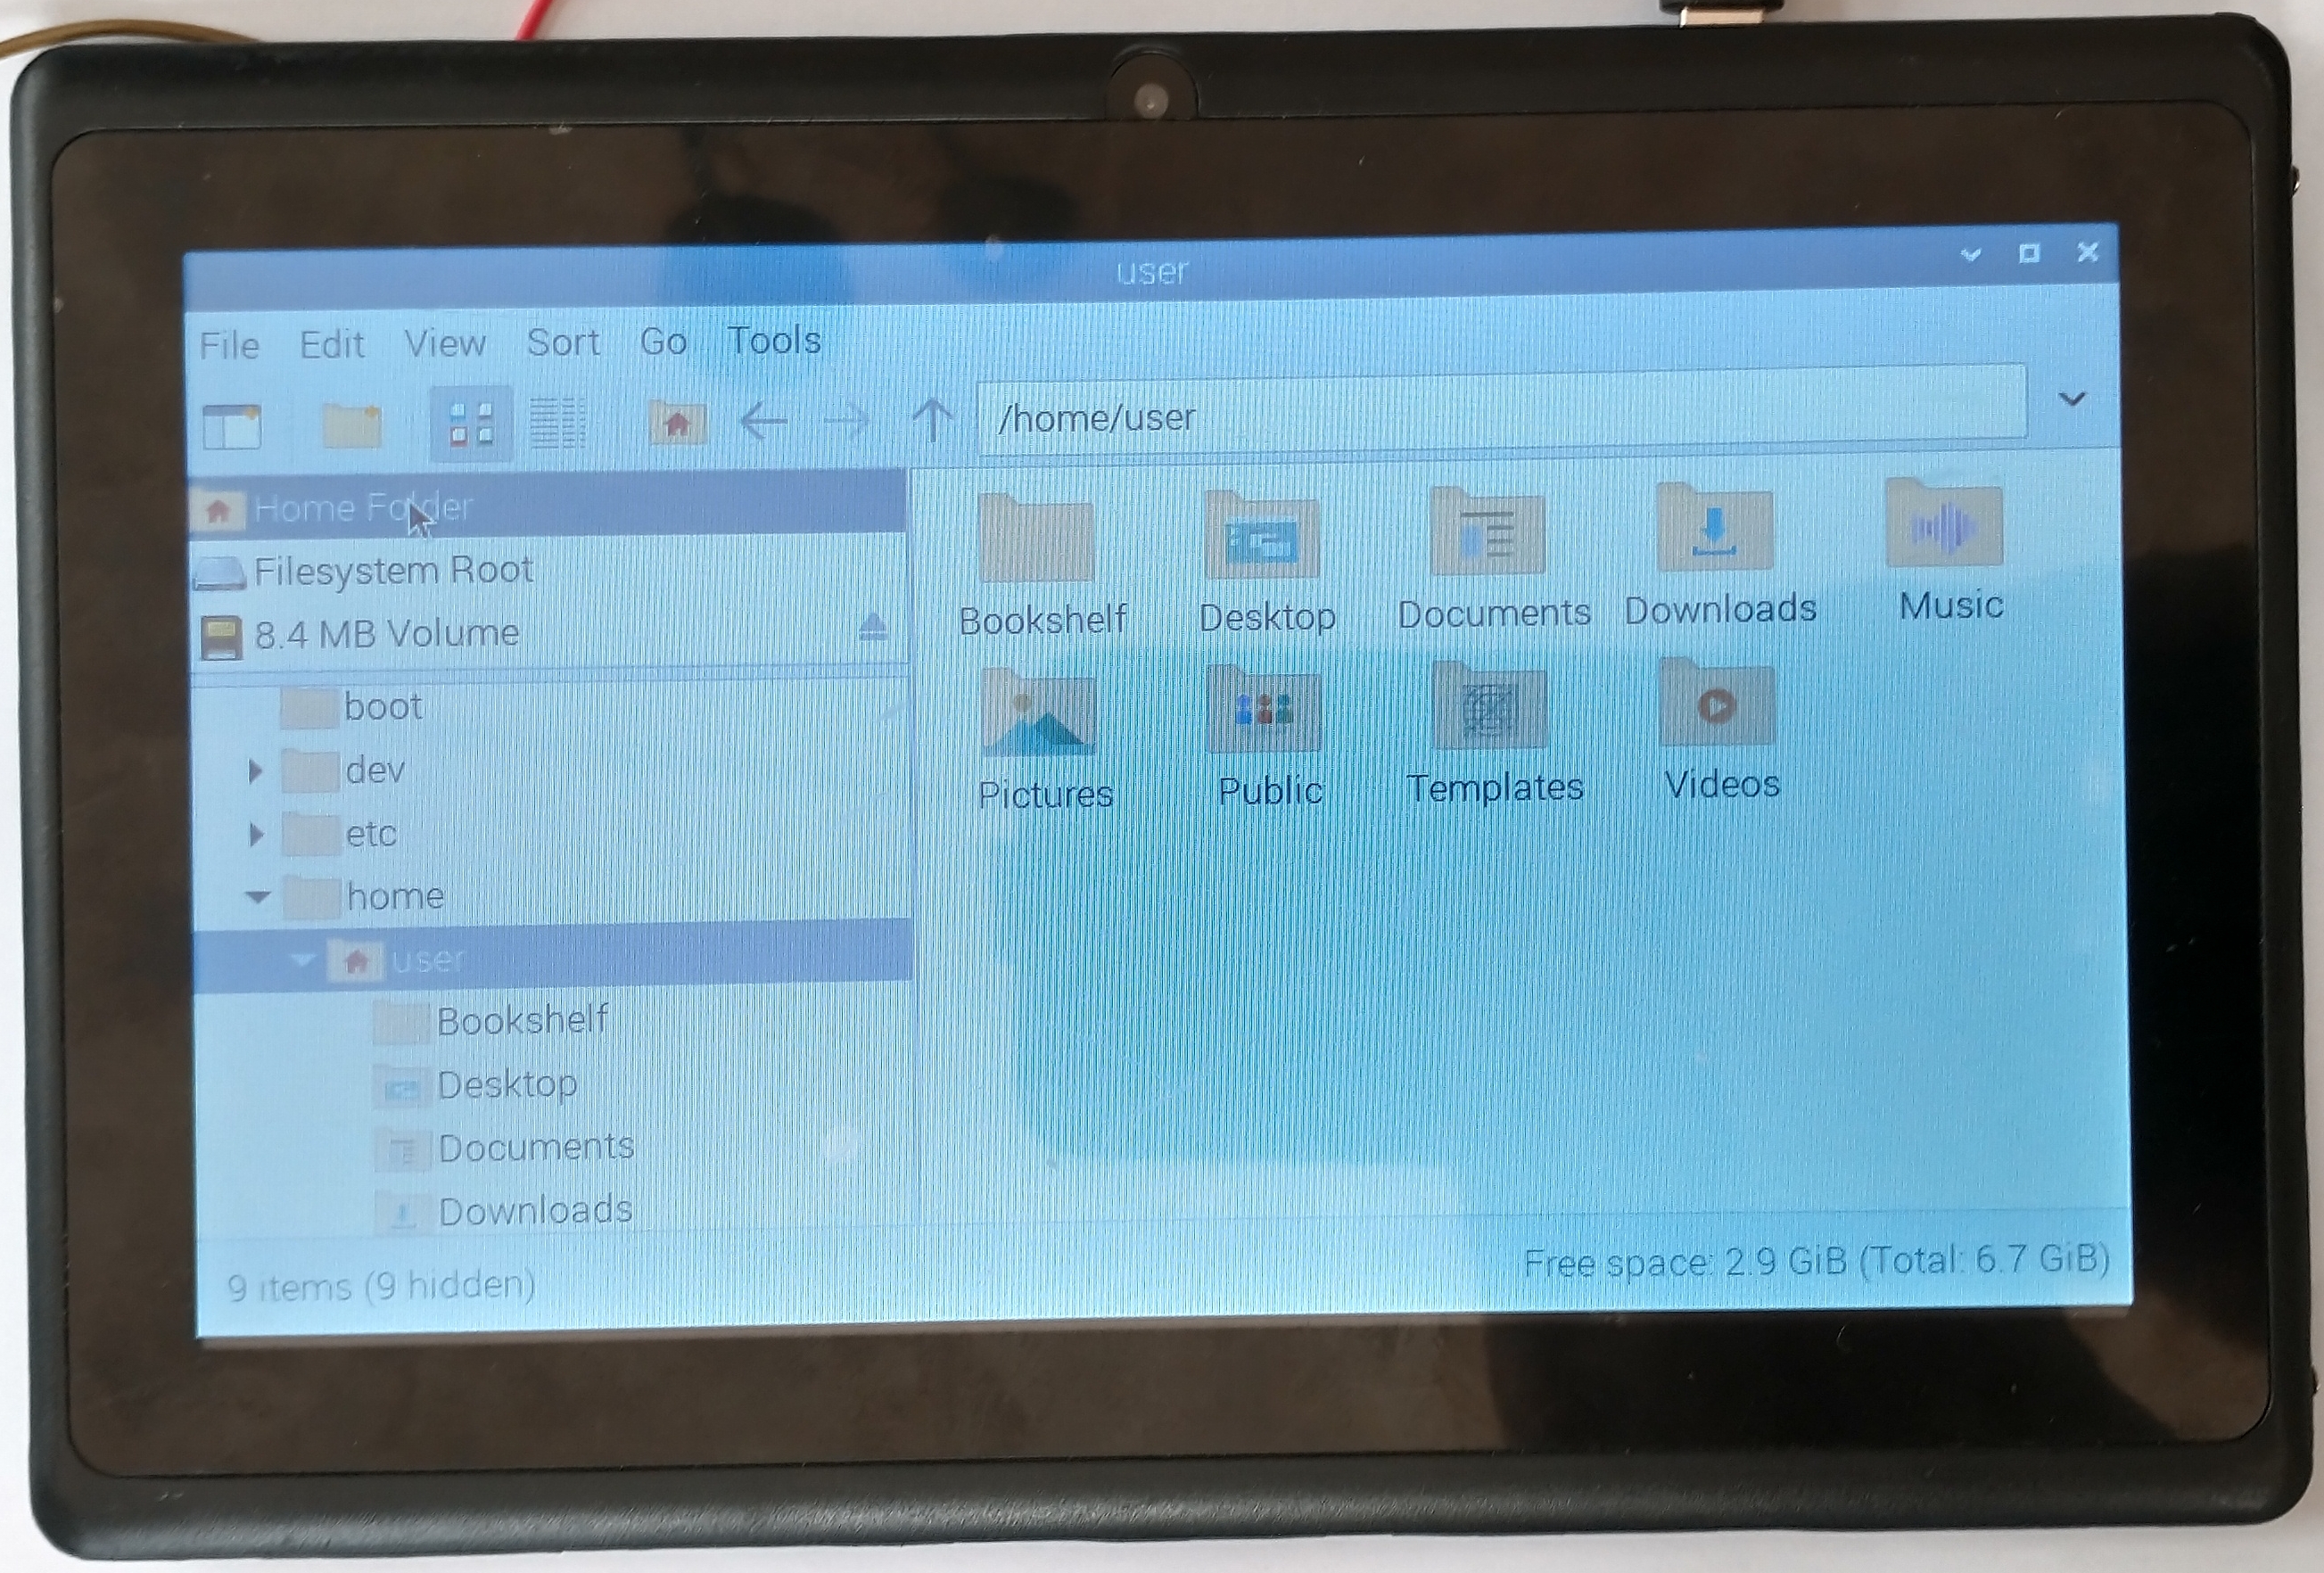 user
File Edit View Sort Go Tools
/home/user
Home Folder
Filesystem Root
8.4 MB Volume
boot
dev
etc
home
user
Bookshelf
Desktop
Documents
Downloads
Bookshelf Desktop Documents Downloads Music
Pictures Public Templates Videos
9 items (9 hidden)
Free space: 2.9 GiB (Total: 6.7 GiB)